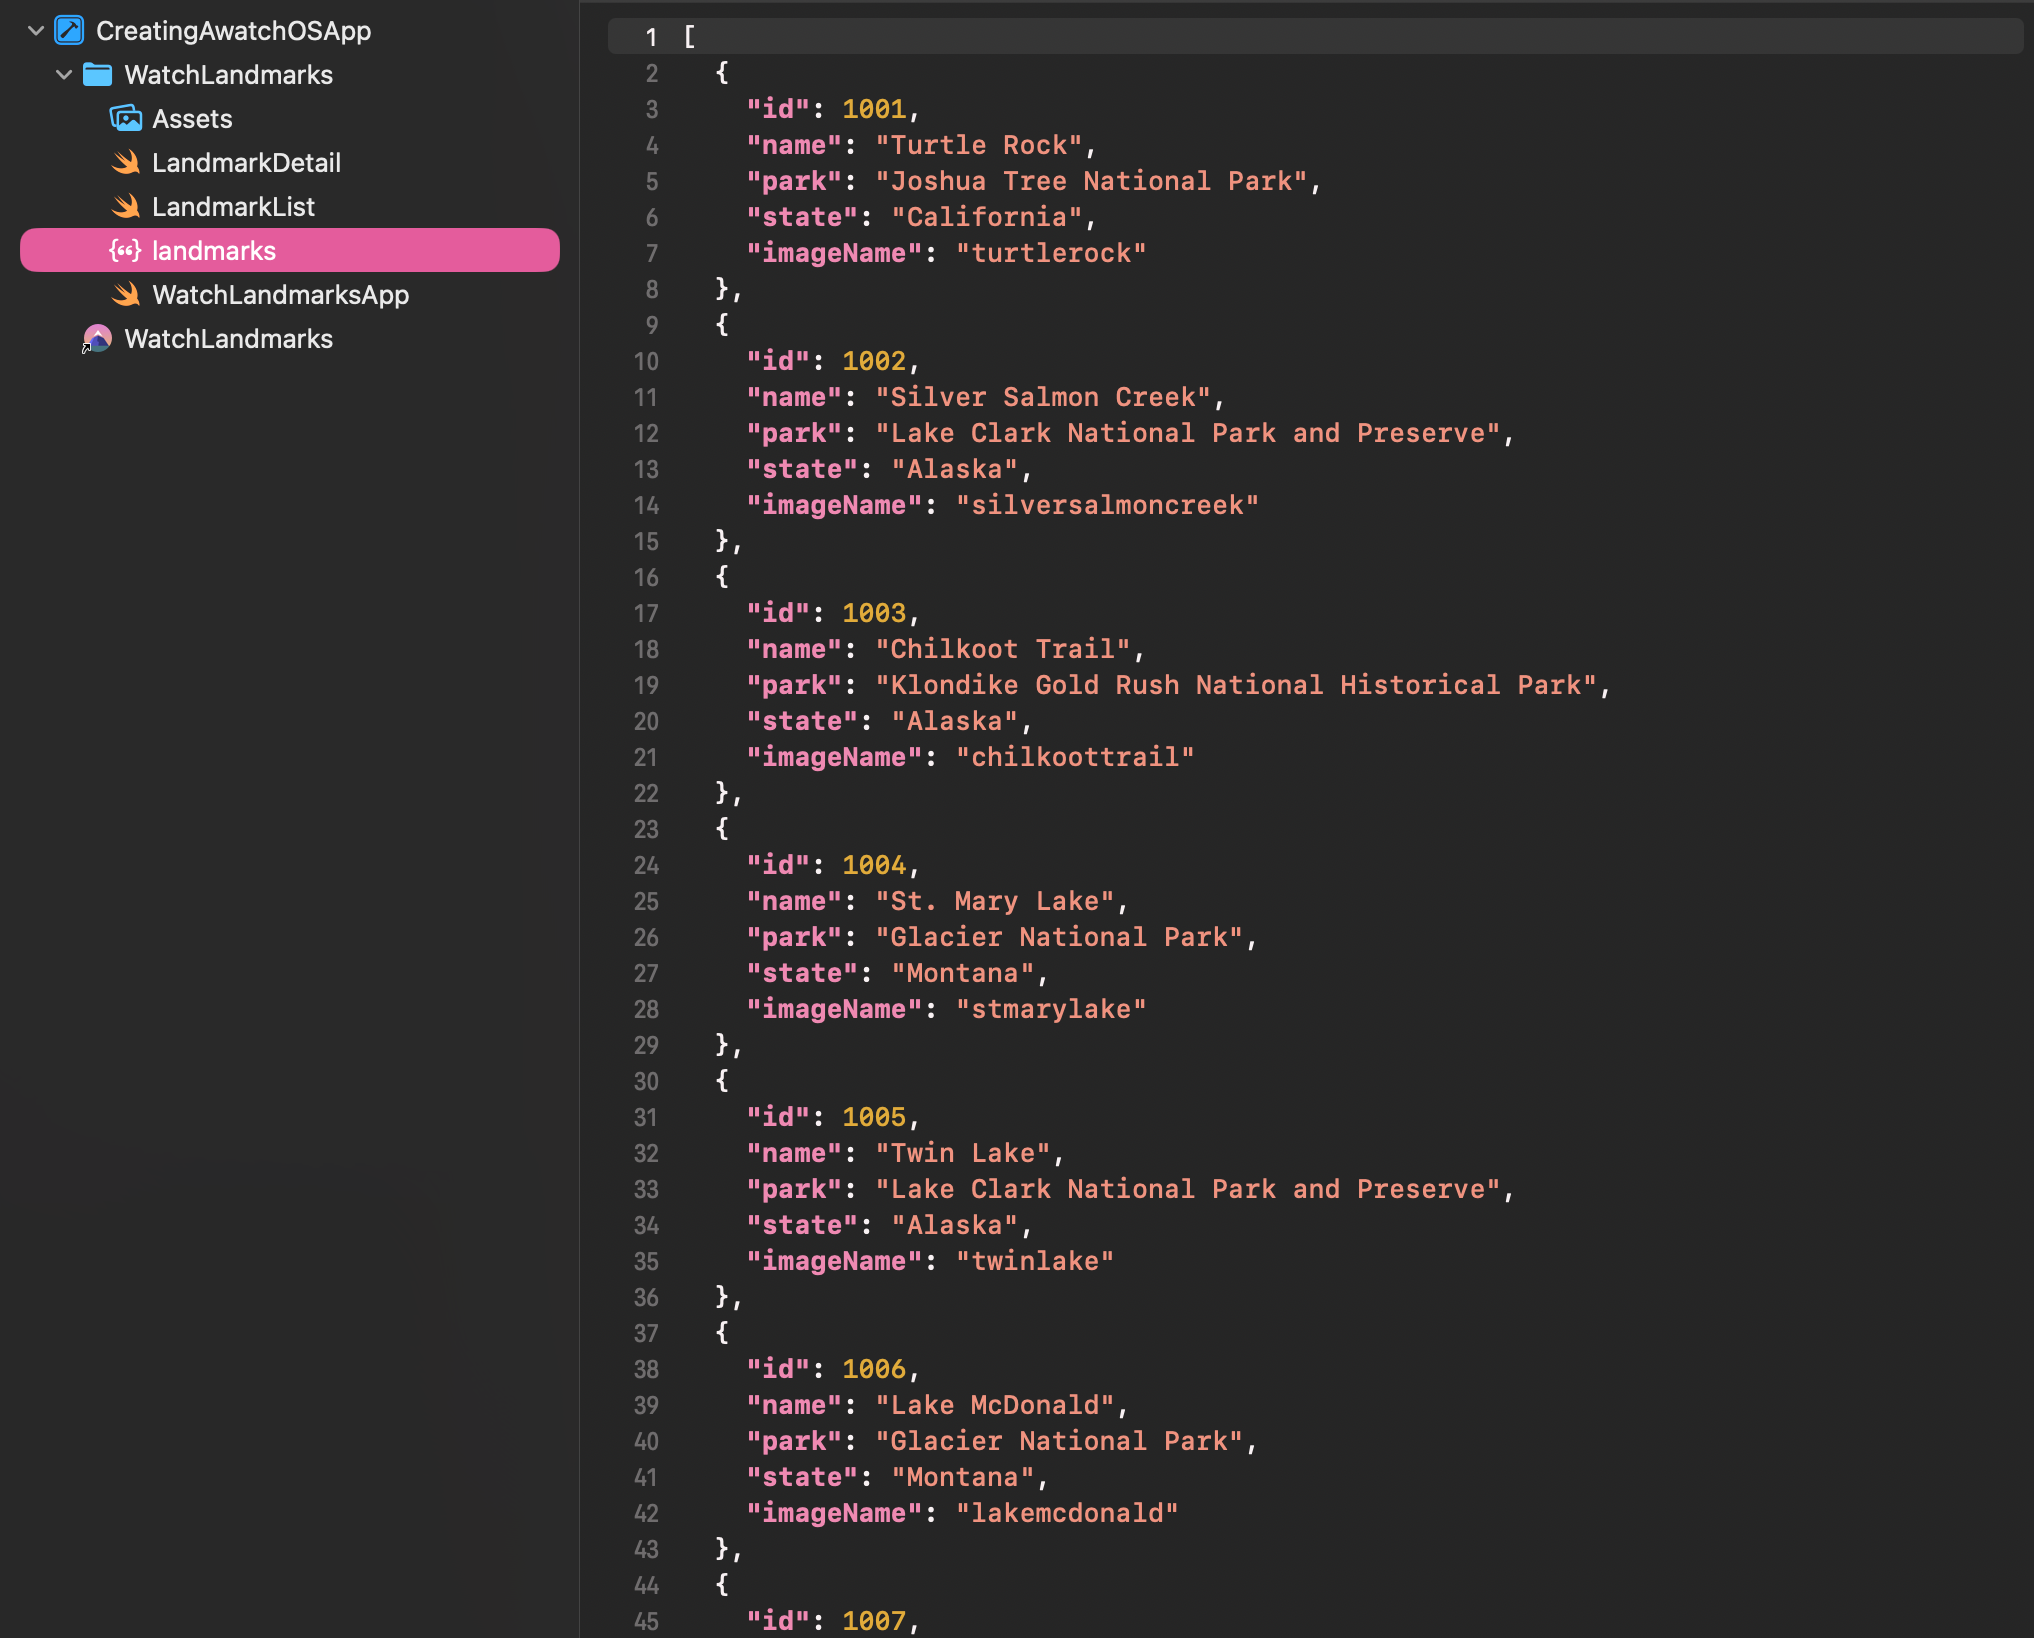 CreatingAwatchOSApp
WatchLandmarks
Assets
LandmarkDetail
LandmarkList
landmarks
WatchLandmarksApp
WatchLandmarks
1 [
2 {
3 "id": 1001,
4 "name": "Turtle Rock",
5 "park": "Joshua Tree National Park",
6 "state": "California",
7 "imageName": "turtlerock"
8 },
9 {
10 "id": 1002,
11 "name": "Silver Salmon Creek",
12 "park": "Lake Clark National Park and Preserve",
13 "state": "Alaska",
14 "imageName": "silversalmoncreek"
15 },
16 {
17 "id": 1003,
18 "name": "Chilkoot Trail",
19 "park": "Klondike Gold Rush National Historical Park",
20 "state": "Alaska",
21 "imageName": "chilkoottrail"
22 },
23 {
24 "id": 1004,
25 "name": "St. Mary Lake",
26 "park": "Glacier National Park",
27 "state": "Montana",
28 "imageName": "stmarylake"
29 },
30 {
31 "id": 1005,
32 "name": "Twin Lake",
33 "park": "Lake Clark National Park and Preserve",
34 "state": "Alaska",
35 "imageName": "twinlake"
36 },
37 {
38 "id": 1006,
39 "name": "Lake McDonald",
40 "park": "Glacier National Park",
41 "state": "Montana",
42 "imageName": "lakemcdonald"
43 },
44 {
45 "id": 1007,